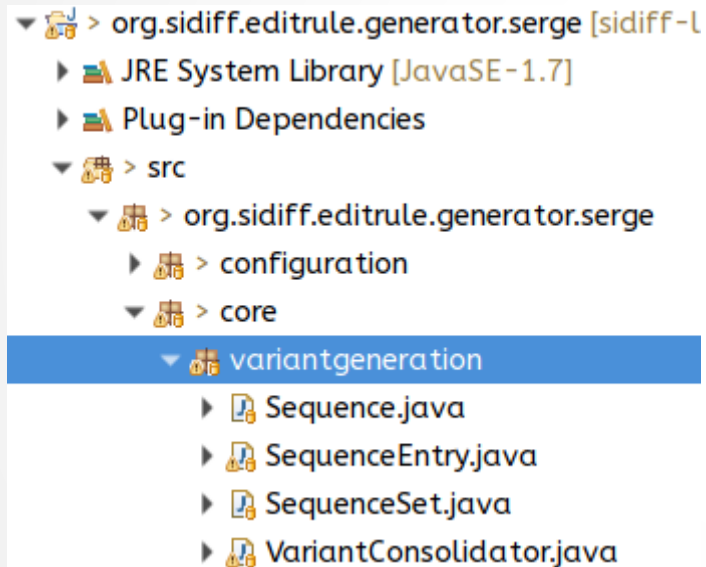 > org.sidiff.editrule.generator.serge [sidiff-l
JRE System Library [JavaSE-1.7]
Plug-in Dependencies
> src
> org.sidiff.editrule.generator.serge
> configuration
> core
variantgeneration
Sequence.java
SequenceEntry.java
SequenceSet.java
VariantConsolidator.java